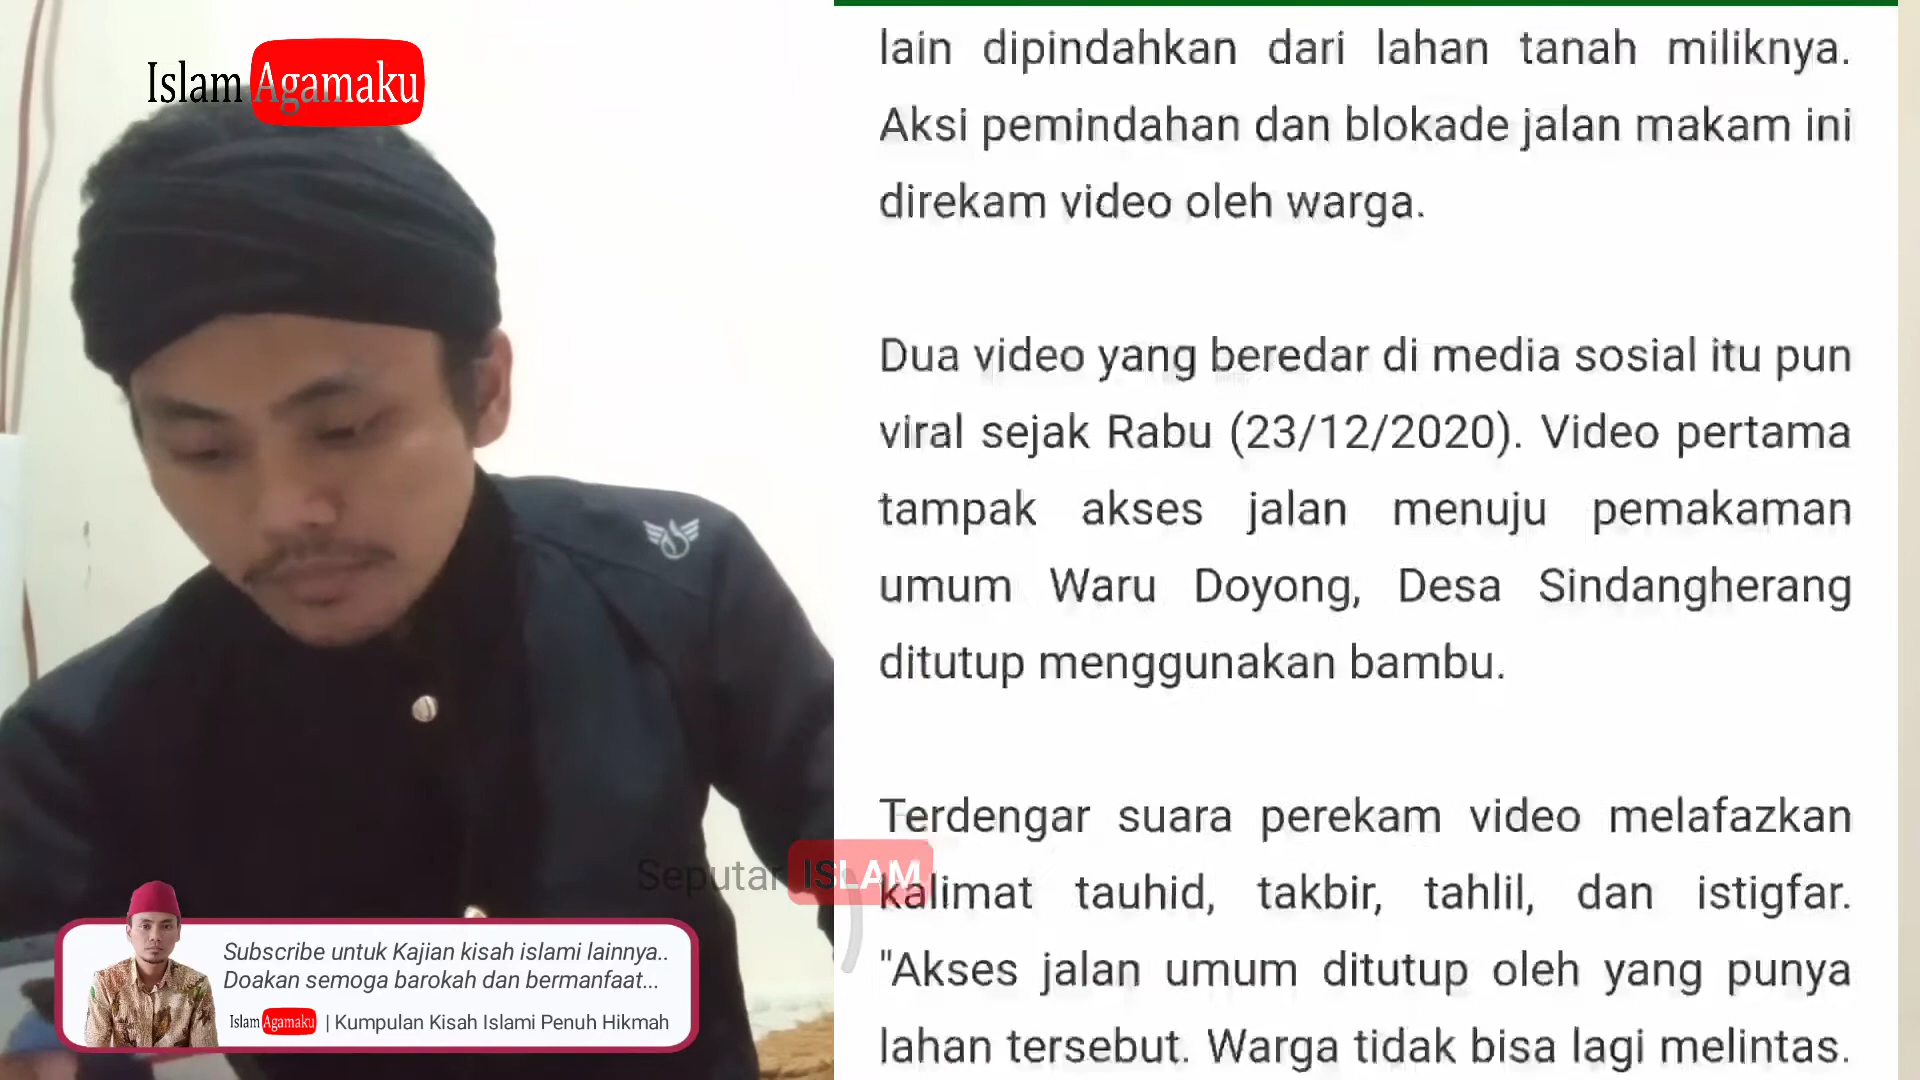 Islam Agamaku
lain dipindahkan dari lahan tanah miliknya.
Aksi pemindahan dan blokade jalan makam ini
direkam video oleh warga.
Dua video yang beredar di media sosial itu pun
viral sejak Rabu (23/12/2020). Video pertama
tampak akses jalan menuju pemakaman
umum Waru Doyong, Desa Sindangherang
ditutup menggunakan bambu.
Terdengar suara perekam video melafazkan
kalimat tauhid, takbir, tahlil, dan istigfar.
"Akses jalan umum ditutup oleh yang punya
lahan tersebut. Warga tidak bisa lagi melintas.
Seputar ISLAM
Subscribe untuk Kajian kisah islami lainnya..
Doakan semoga barokah dan bermanfaat...
Islam Agamaku | Kumpulan Kisah Islami Penuh Hikmah